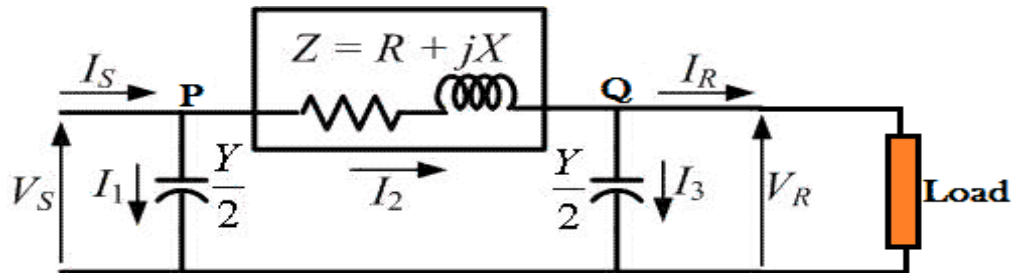 Z = R + jX
I_S
P
Q
I_R
V_S
I_1
Y/2
I_2
Y/2
I_3
V_R
Load